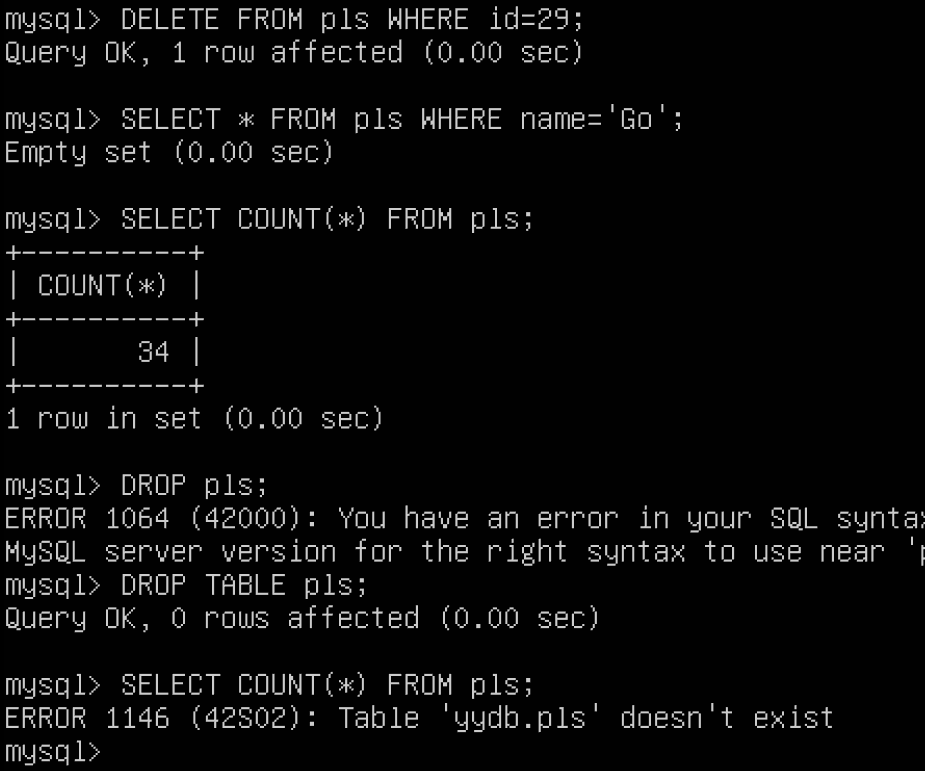 mysql> DELETE FROM pls WHERE id=29;
Query OK, 1 row affected (0.00 sec)
mysql> SELECT * FROM pls WHERE name='Go';
Empty set (0.00 sec)
mysql> SELECT COUNT(*) FROM pls;
+----------+
| COUNT(*) |
+----------+
|       34 |
+----------+
1 row in set (0.00 sec)
mysql> DROP pls;
ERROR 1064 (42000): You have an error in your SQL
MySQL server version for the right syntax to use near '
mysql> DROP TABLE pls;
Query OK, 0 rows affected (0.00 sec)
mysql> SELECT COUNT(*) FROM pls;
ERROR 1146 (42S02): Table 'yydb.pls' doesn't exist
mysql>